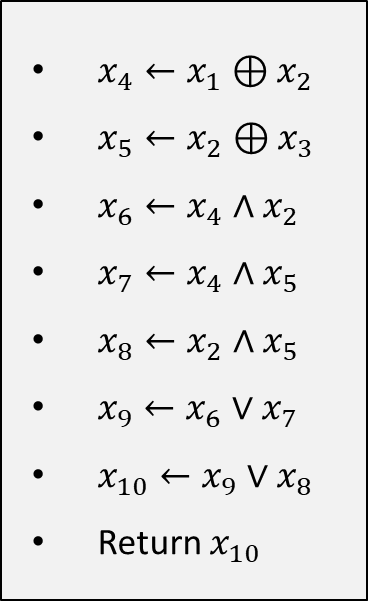 • x₄ ← x₁ ⊕ x₂
• x₅ ← x₂ ⊕ x₃
• x₆ ← x₄ ∧ x₂
• x₇ ← x₄ ∧ x₅
• x₈ ← x₂ ∧ x₅
• x₉ ← x₆ ∨ x₇
• x₁₀ ← x₉ ∨ x₈
• Return x₁₀